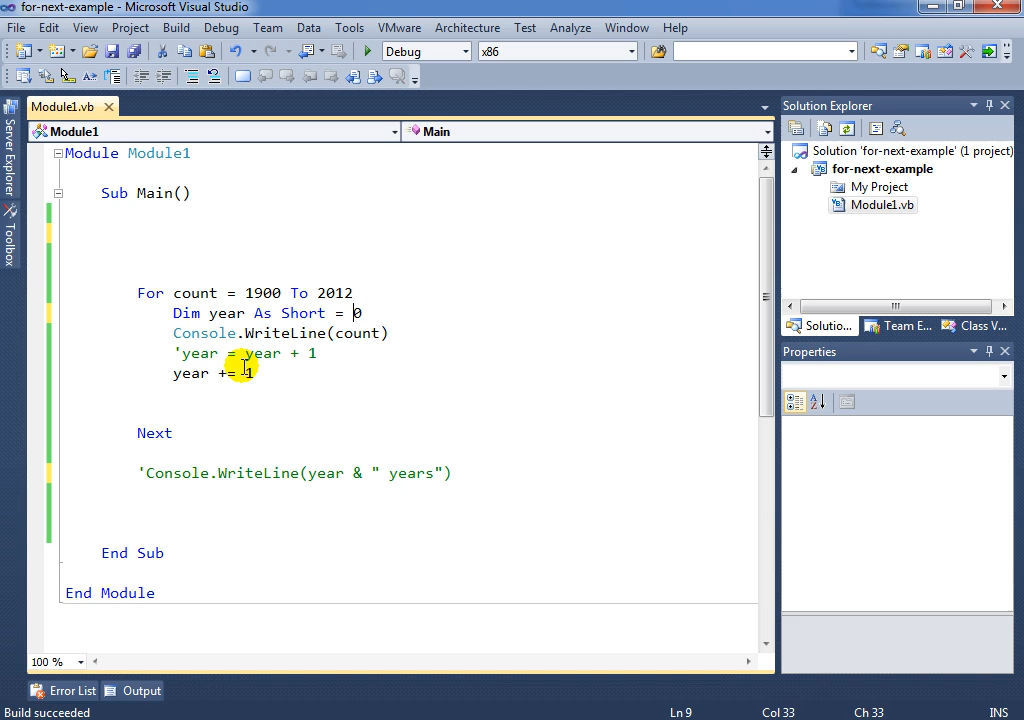 for-next-example - Microsoft Visual Studio
File Edit View Project Build Debug Team Data Tools VMware Architecture Test Analyze Window Help
Debug x86
Module1.vb
Solution Explorer
Server Explorer
Toolbox
Module1 Main
Module Module1
Sub Main()
For count = 1900 To 2012
Dim year As Short = 0
Console.WriteLine(count)
'year = year + 1
year += 1
Next
'Console.WriteLine(year & " years")
End Sub
End Module
100 %
Solution 'for-next-example' (1 project)
for-next-example
My Project
Module1.vb
Solutio... Team E... Class V...
Properties
Error List Output
Build succeeded Ln 9 Col 33 Ch 33 INS